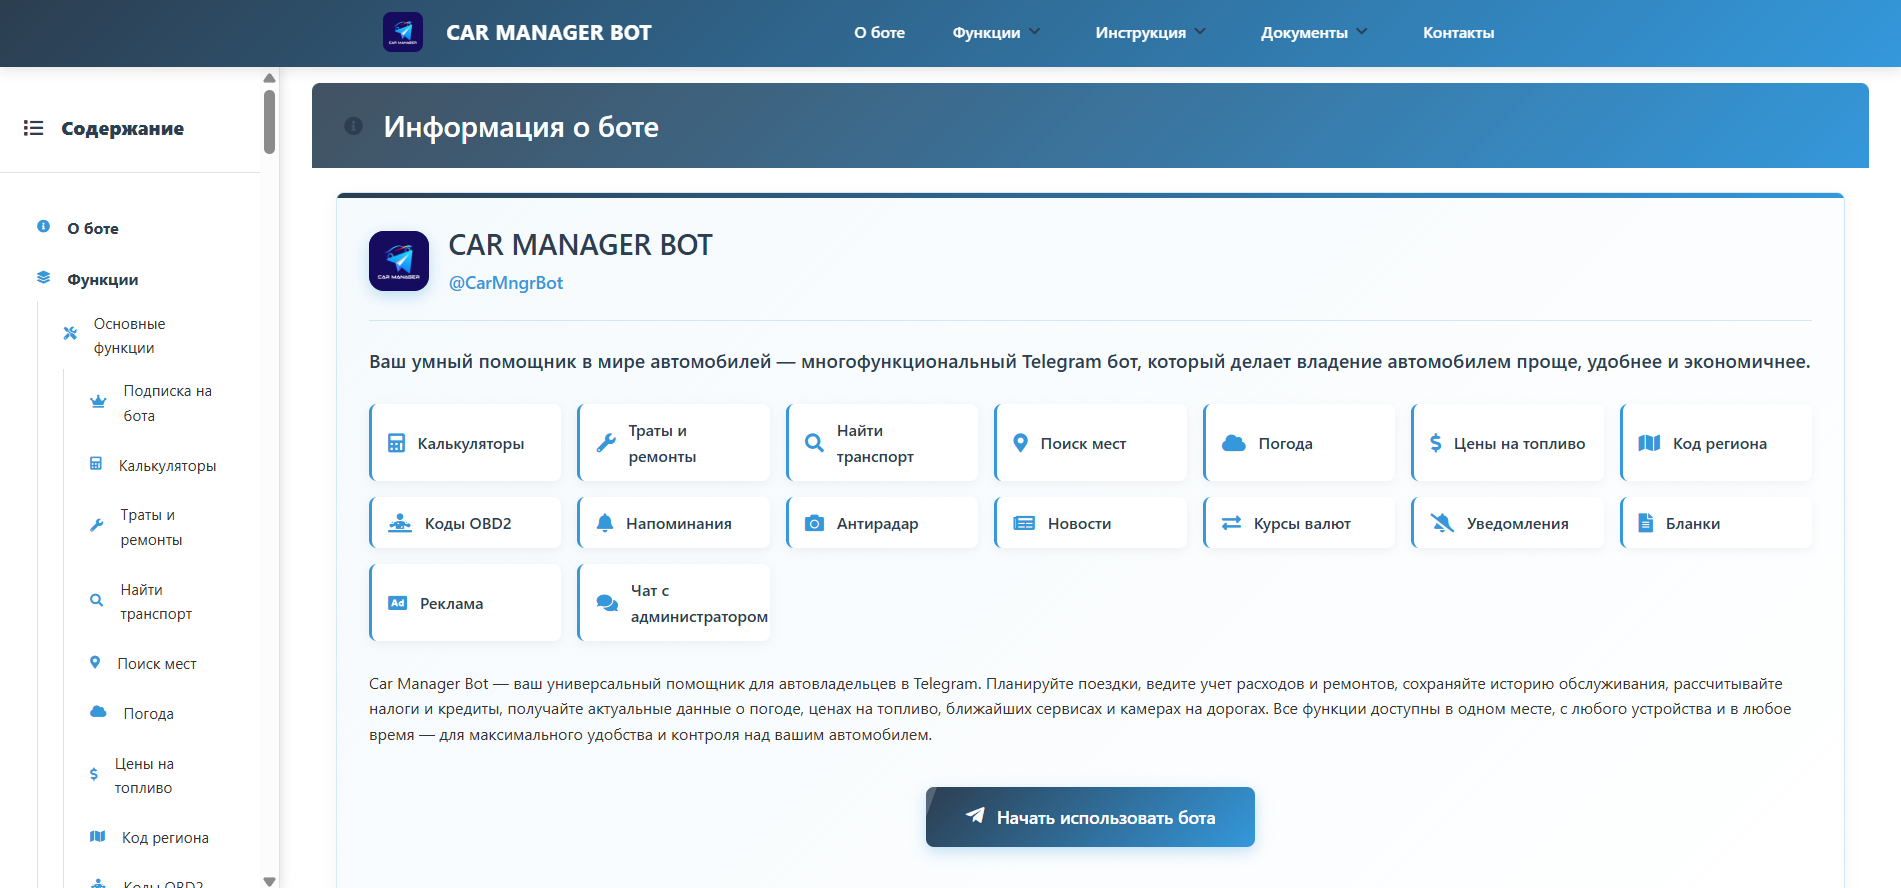 CAR MANAGER
CAR MANAGER BOT
О боте
Функции
Инструкция
Документы
Контакты
Содержание
О боте
Функции
Основные
функции
Подписка на
бота
Калькуляторы
Траты и
ремонты
Найти
транспорт
Поиск мест
Погода
Цены на
топливо
Код региона
Коды OBD2
Информация о боте
CAR MANAGER
CAR MANAGER BOT
@CarMngrBot
Ваш умный помощник в мире автомобилей — многофункциональный Telegram бот, который делает владение автомобилем проще, удобнее и экономичнее.
Калькуляторы
Траты и
ремонты
Найти
транспорт
Поиск мест
Погода
Цены на топливо
Код региона
Коды OBD2
Напоминания
Антирадар
Новости
Курсы валют
Уведомления
Бланки
Ad
Реклама
Чат с
администратором
Car Manager Bot — ваш универсальный помощник для автовладельцев в Telegram. Планируйте поездки, ведите учет расходов и ремонтов, сохраняйте историю обслуживания, рассчитывайте
налоги и кредиты, получайте актуальные данные о погоде, ценах на топливо, ближайших сервисах и камерах на дорогах. Все функции доступны в одном месте, с любого устройства и в любое
время — для максимального удобства и контроля над вашим автомобилем.
Начать использовать бота